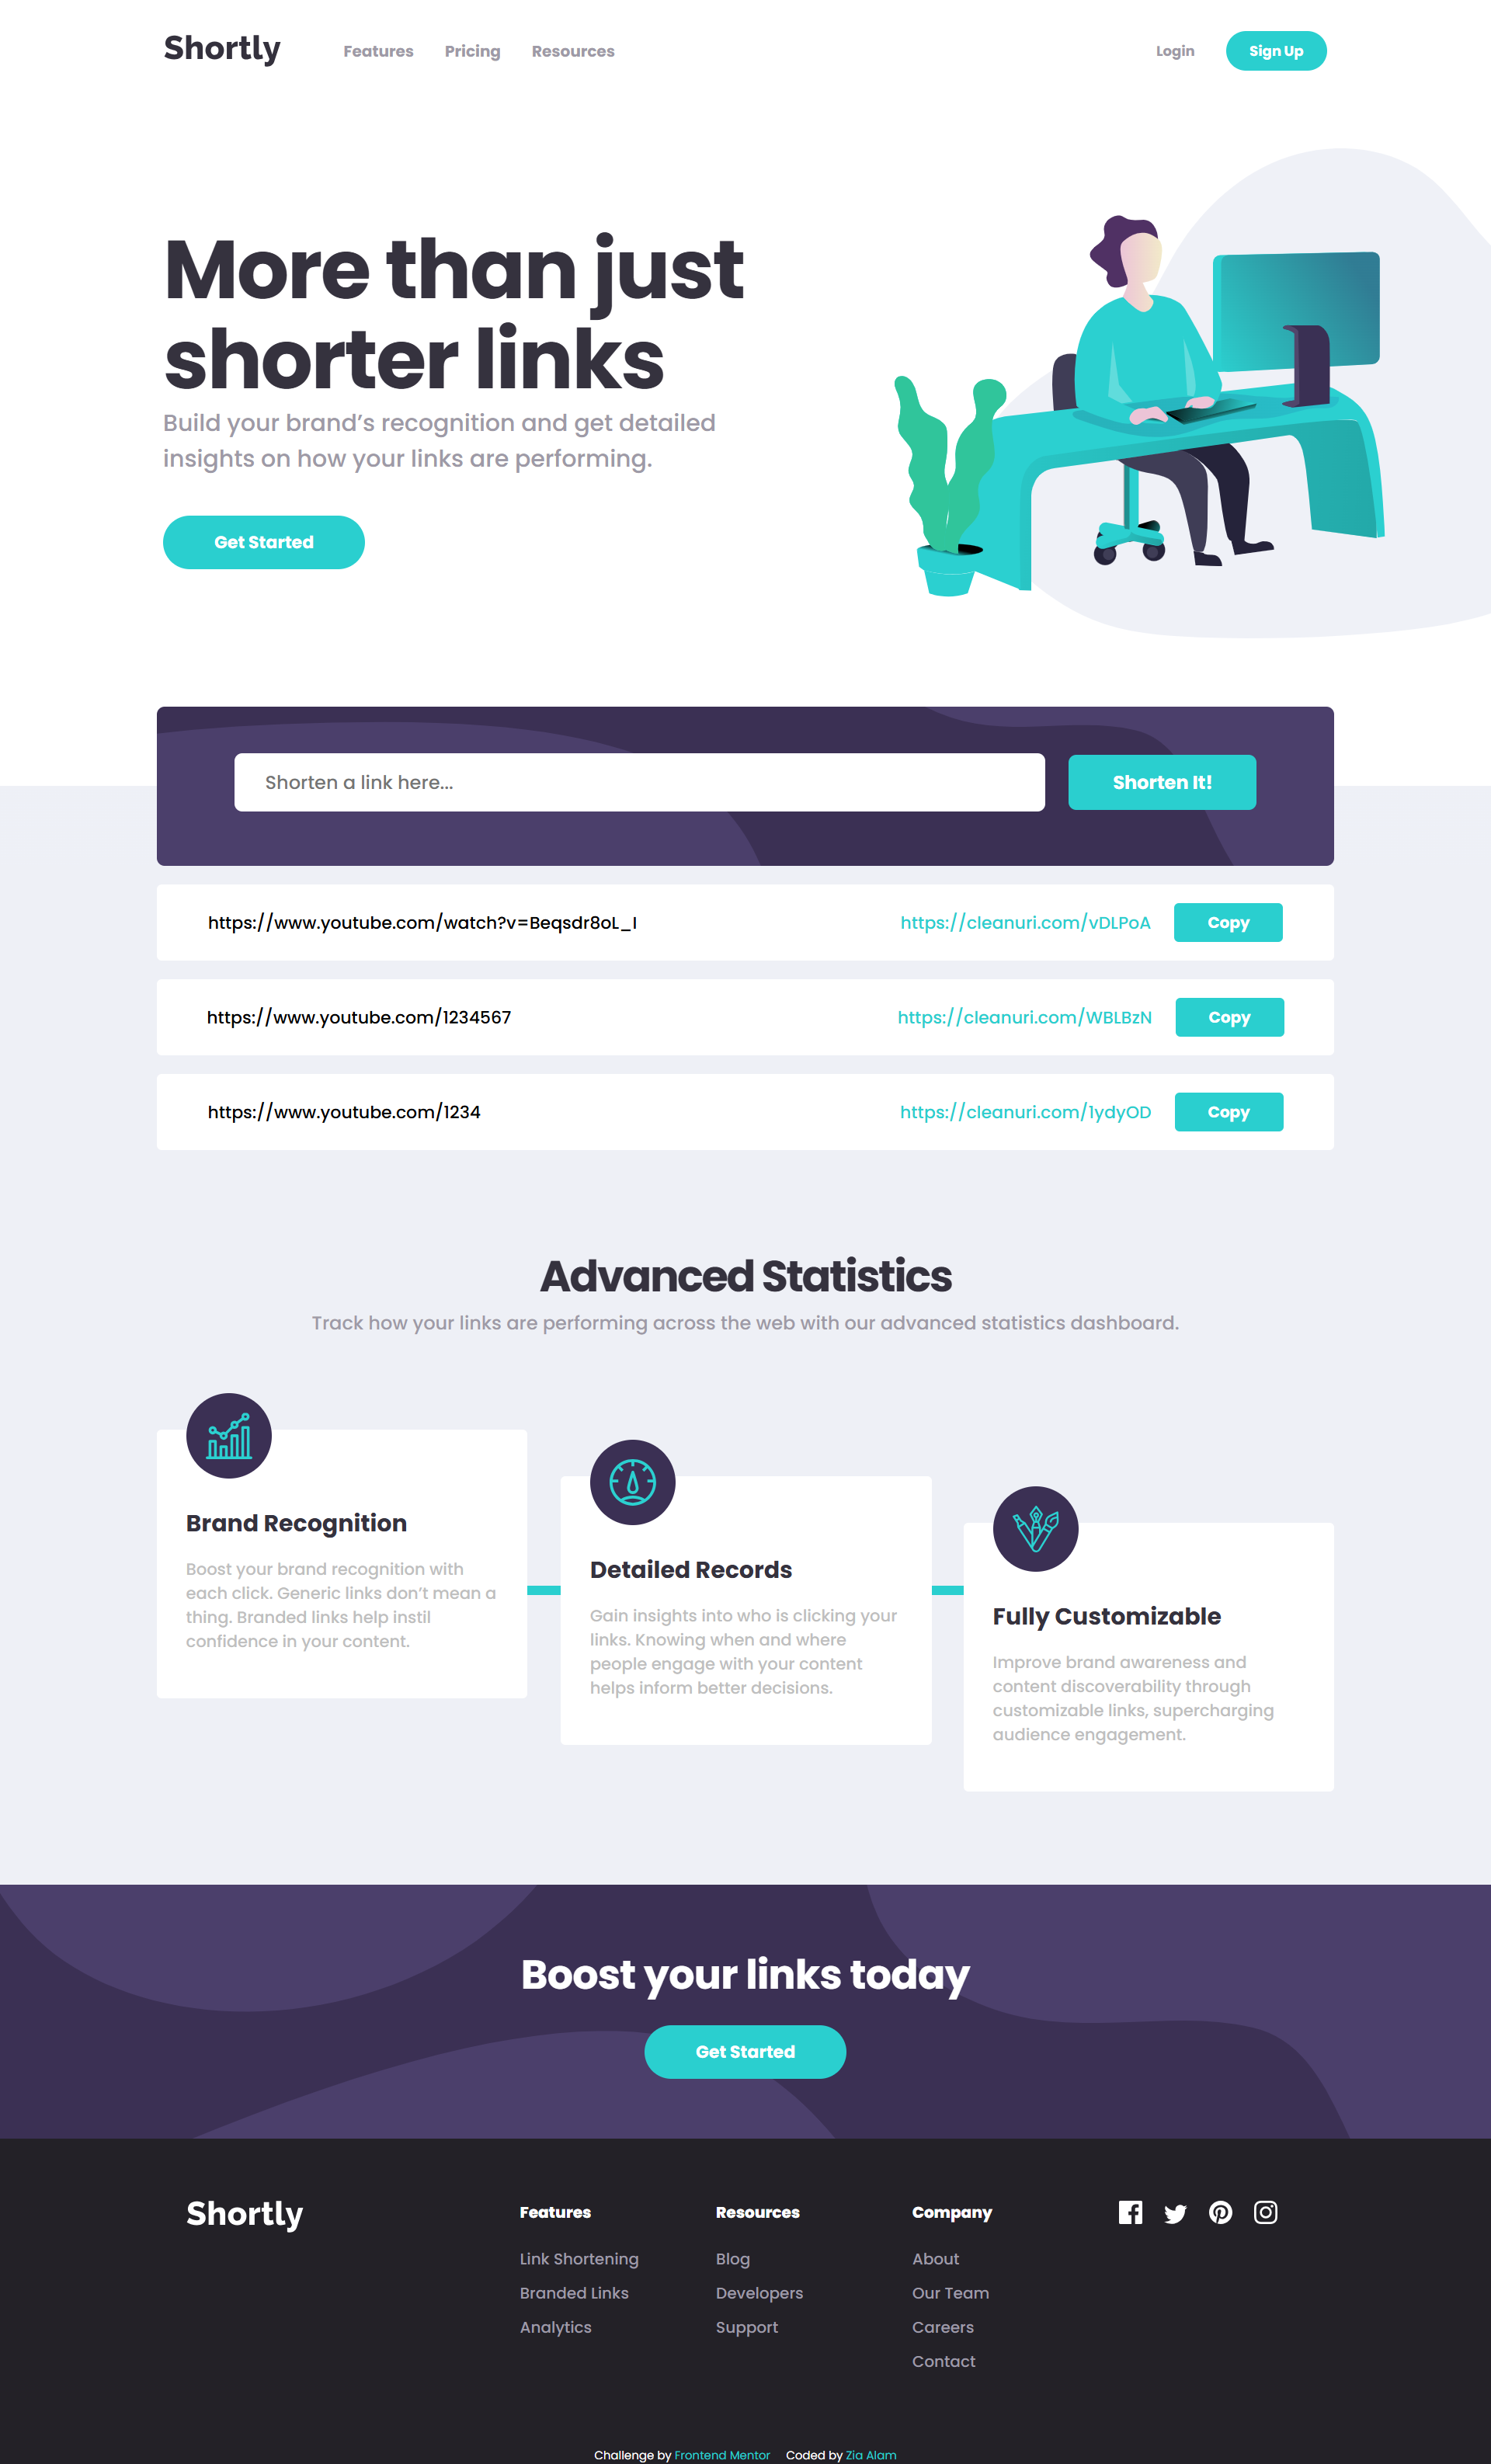 Shortly
Features
Pricing
Resources
Login
Sign Up
More than just
shorter links
Build your brand’s recognition and get detailed
insights on how your links are performing.
Get Started
Shorten a link here...
Shorten It!
https://www.youtube.com/watch?v=Beqsdr8oL_I
https://cleanuri.com/vDLPoA
Copy
https://www.youtube.com/1234567
https://cleanuri.com/WBLBzN
Copy
https://www.youtube.com/1234
https://cleanuri.com/1ydyOD
Copy
Advanced Statistics
Track how your links are performing across the web with our advanced statistics dashboard.
Brand Recognition
Boost your brand recognition with
each click. Generic links don’t mean a
thing. Branded links help instil
confidence in your content.
Detailed Records
Gain insights into who is clicking your
links. Knowing when and where
people engage with your content
helps inform better decisions.
Fully Customizable
Improve brand awareness and
content discoverability through
customizable links, supercharging
audience engagement.
Boost your links today
Get Started
Shortly
Features
Link Shortening
Branded Links
Analytics
Resources
Blog
Developers
Support
Company
About
Our Team
Careers
Contact
Challenge by Frontend Mentor Coded by Zia Alam